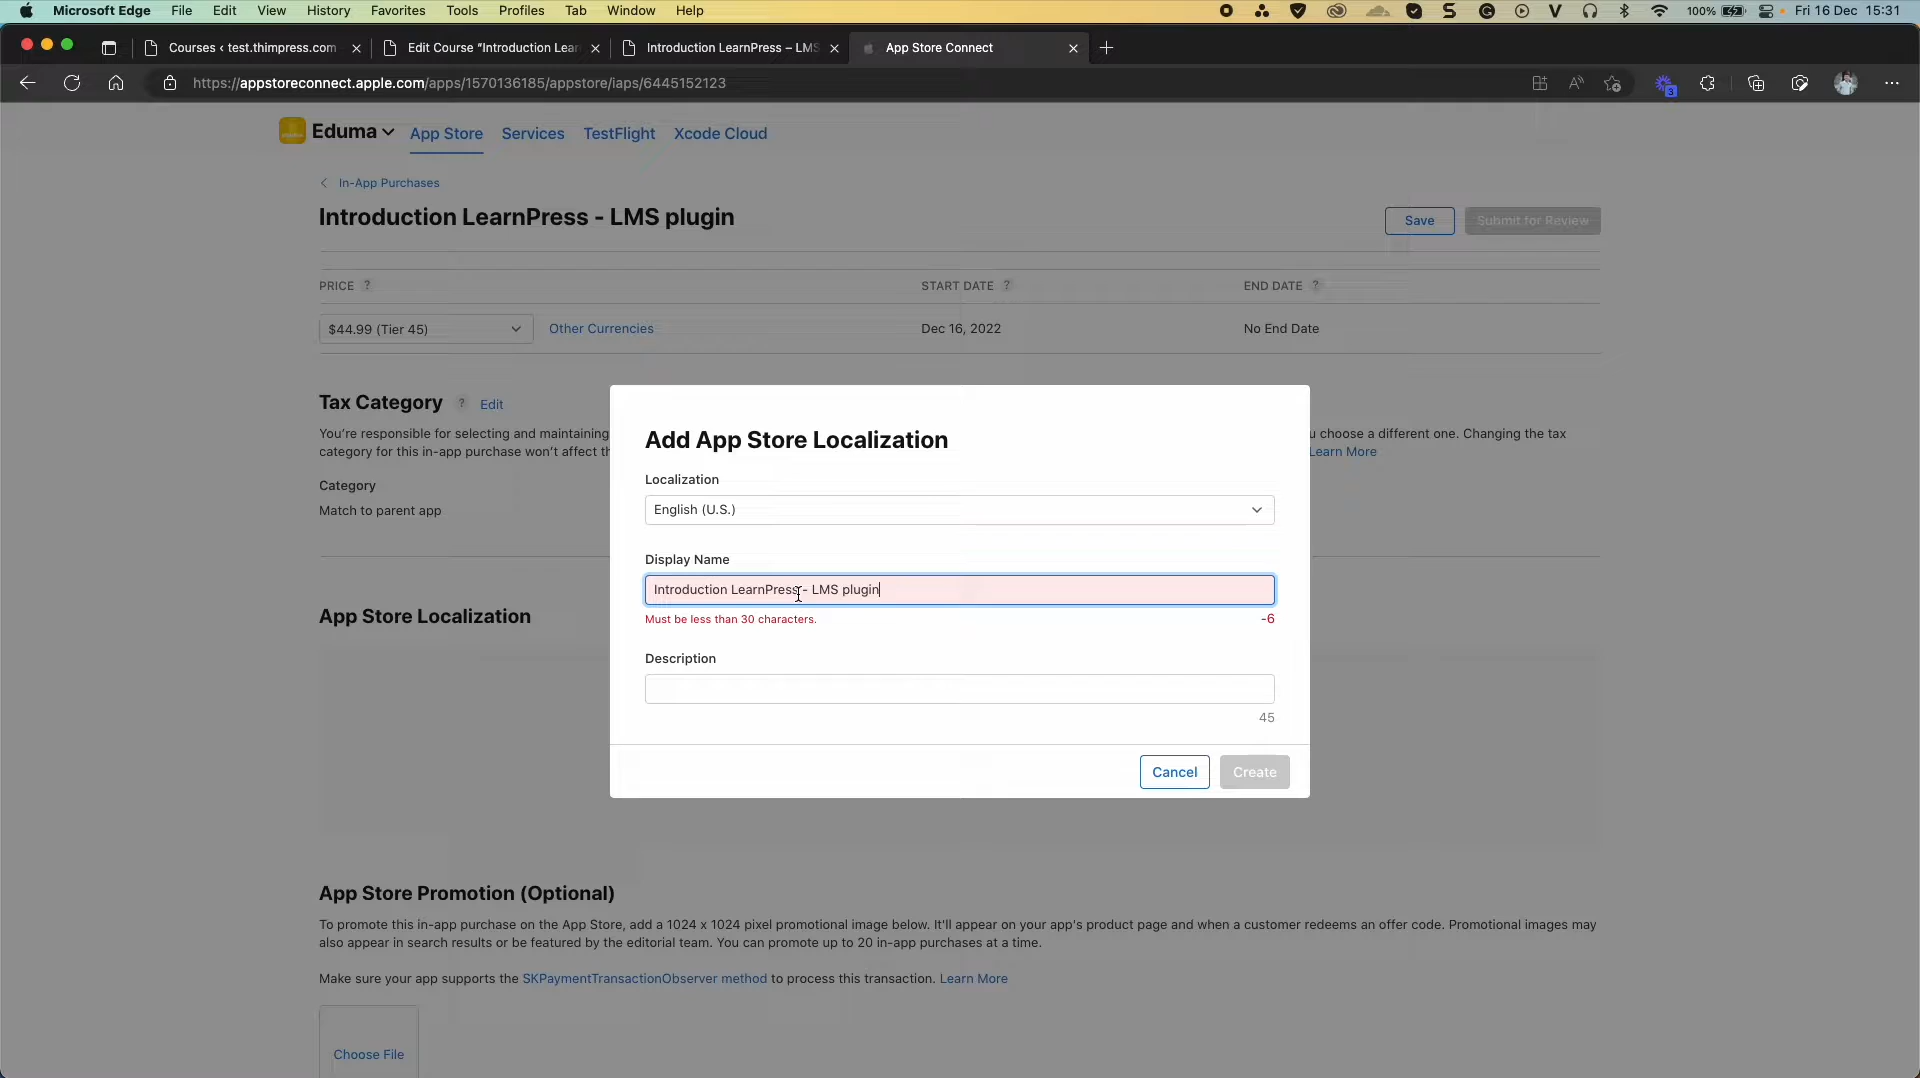 Microsoft Edge File Edit View History Favorites Tools Profiles Tab Window Help 100% Fri 16 Dec 15:31
Courses ‹ test.thimpress.com
Edit Course "Introduction Lear
Introduction LearnPress – LMS
App Store Connect
https://appstoreconnect.apple.com/apps/1570136185/appstore/iaps/6445152123
3
Eduma App Store Services TestFlight Xcode Cloud
In-App Purchases
Introduction LearnPress - LMS plugin
Save
Submit for Review
PRICE ? START DATE ? END DATE ?
$44.99 (Tier 45) Other Currencies Dec 16, 2022 No End Date
Tax Category ? Edit
You're responsible for selecting and maintaining
u choose a different one. Changing the tax
category for this in-app purchase won't affect th
Learn More
Category
Match to parent app
App Store Localization
Add App Store Localization
Localization
English (U.S.)
Display Name
Introduction LearnPress - LMS plugin
Must be less than 30 characters. -6
Description
45
Cancel Create
App Store Promotion (Optional)
To promote this in-app purchase on the App Store, add a 1024 x 1024 pixel promotional image below. It'll appear on your app's product page and when a customer redeems an offer code. Promotional images may
also appear in search results or be featured by the editorial team. You can promote up to 20 in-app purchases at a time.
Make sure your app supports the SKPaymentTransactionObserver method to process this transaction. Learn More
Choose File